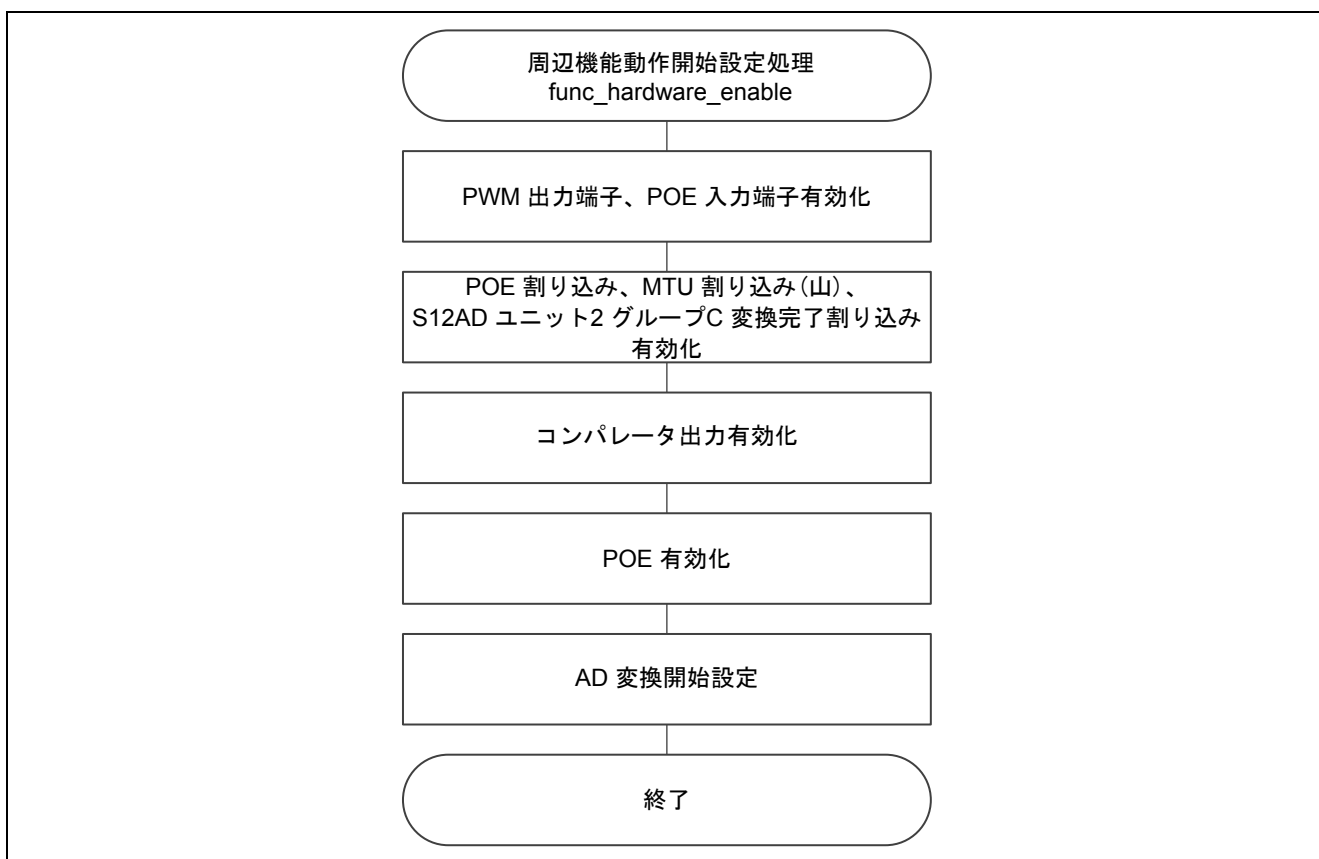 周辺機能動作開始設定処理
func_hardware_enable
PWM 出力端子、POE 入力端子有効化
POE 割り込み、MTU 割り込み(山)、
S12AD ユニット2 グループC 変換完了割り込み
有効化
コンパレータ出力有効化
POE 有効化
AD 変換開始設定
終了